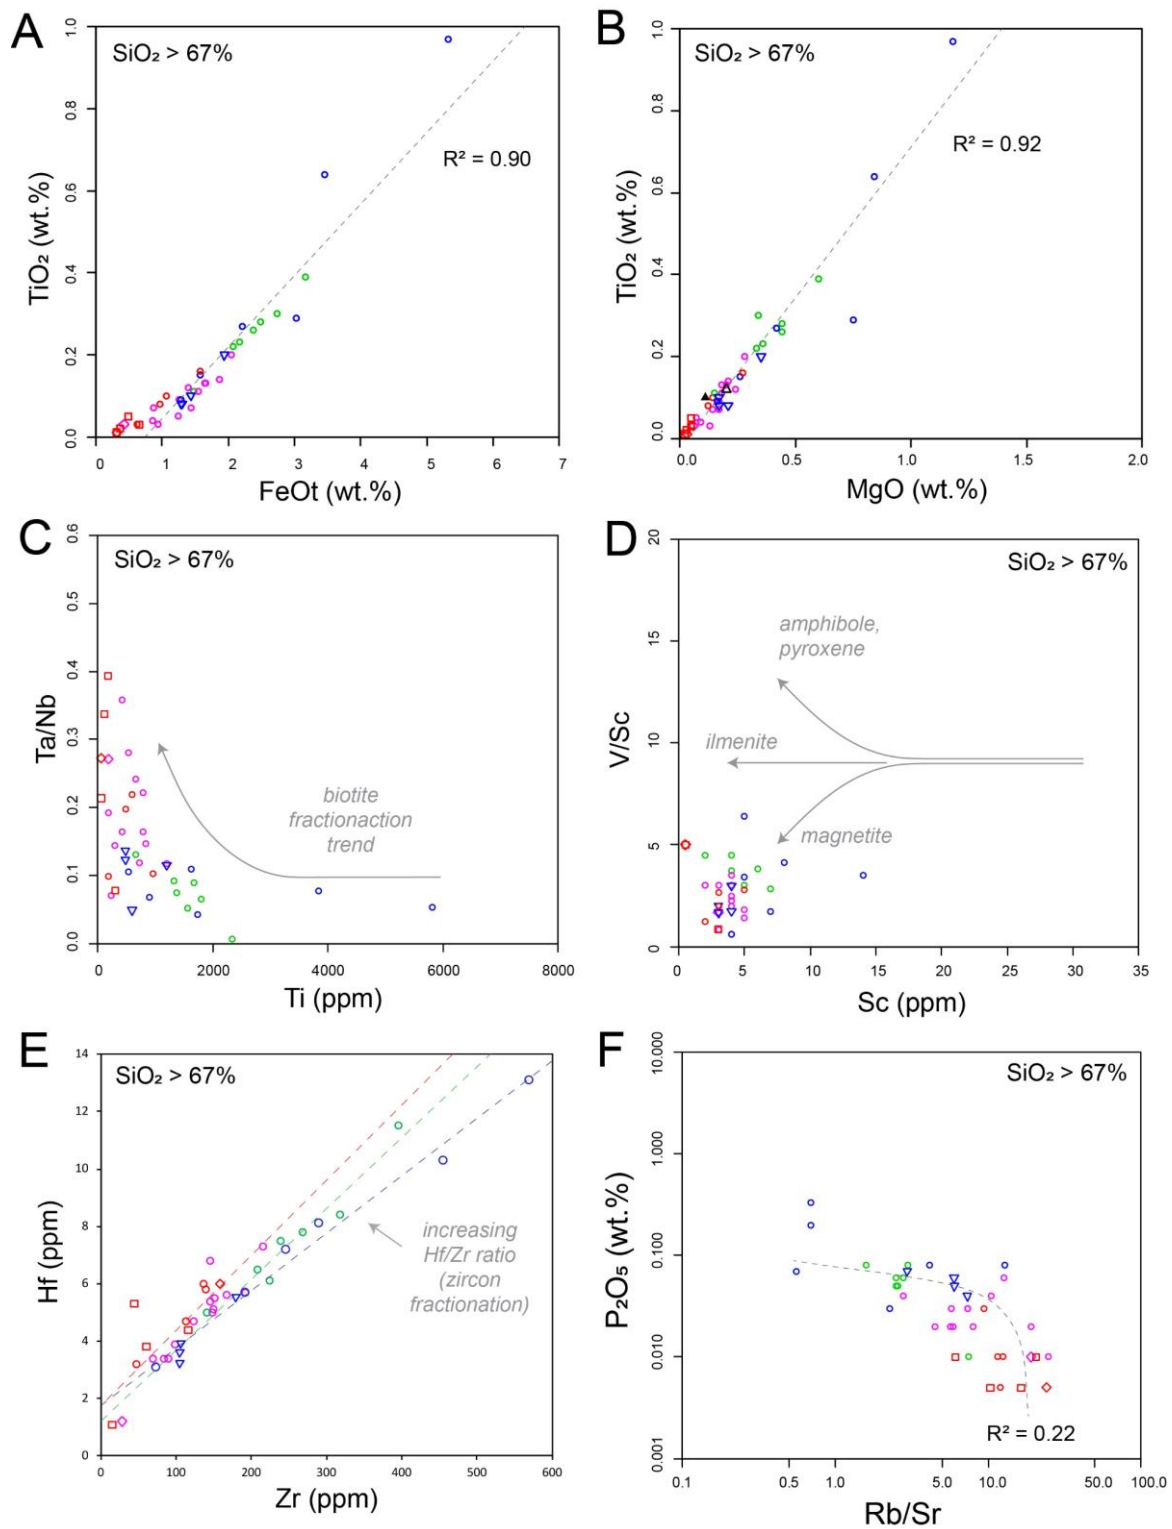 A
SiO₂ > 67%
R² = 0.90
TiO₂ (wt.%)
1.0
0.8
0.6
0.4
0.2
0.0
0 1 2 3 4 5 6 7
FeOt (wt.%)
B
SiO₂ > 67%
R² = 0.92
TiO₂ (wt.%)
1.0
0.8
0.6
0.4
0.2
0.0
0.0 0.5 1.0 1.5 2.0
MgO (wt.%)
C
SiO₂ > 67%
Ta/Nb
0.6
0.5
0.4
0.3
0.2
0.1
0.0
biotite
fractionaction
trend
0 2000 4000 6000 8000
Ti (ppm)
D
SiO₂ > 67%
V/Sc
20
15
10
5
0
amphibole,
pyroxene
ilmenite
magnetite
0 5 10 15 20 25 30 35
Sc (ppm)
E
SiO₂ > 67%
Hf (ppm)
14
12
10
8
6
4
2
0
increasing
Hf/Zr ratio
(zircon
fractionation)
0 100 200 300 400 500 600
Zr (ppm)
F
SiO₂ > 67%
P₂O₅ (wt.%)
10.000
1.000
0.100
0.010
0.001
R² = 0.22
0.1 0.5 1.0 5.0 10.0 50.0 100.0
Rb/Sr